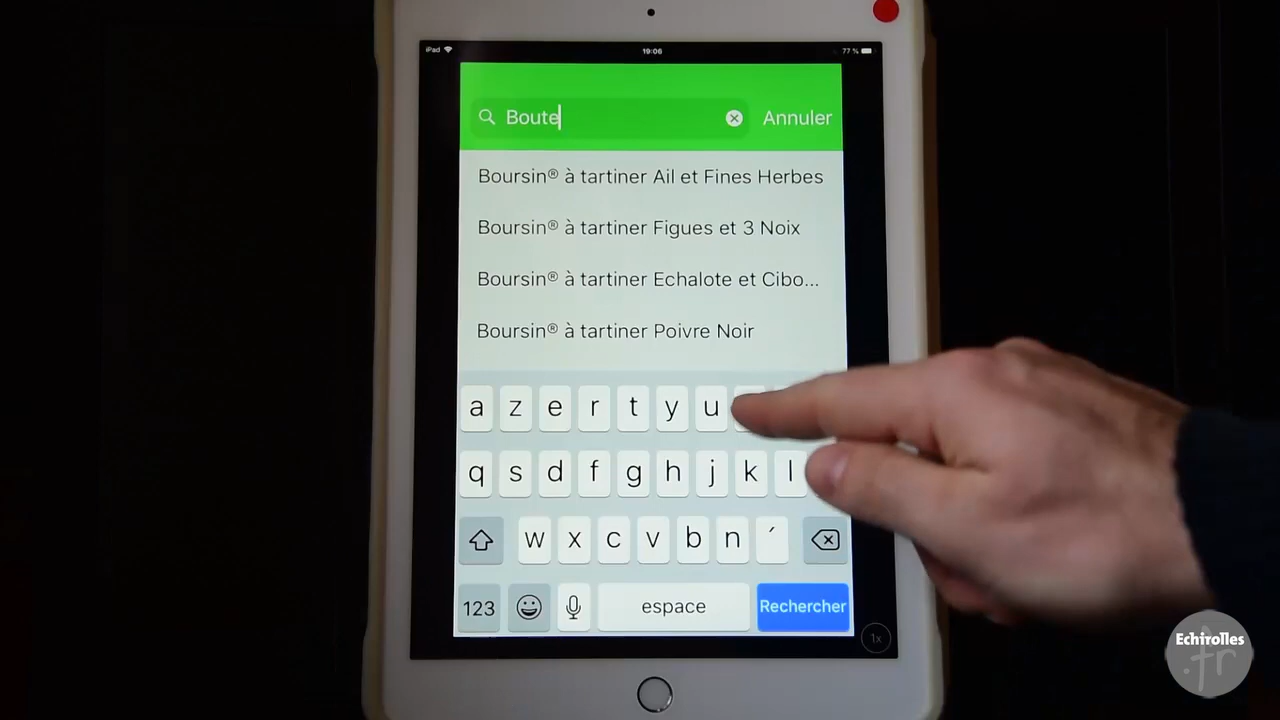 iPad 19:06 77 %
Boute Annuler
Boursin® à tartiner Ail et Fines Herbes
Boursin® à tartiner Figues et 3 Noix
Boursin® à tartiner Echalote et Cibo...
Boursin® à tartiner Poivre Noir
a z e r t y u
q s d f g h j k l
w x c v b n ´
123 espace Rechercher
1x
Echirolles
.fr